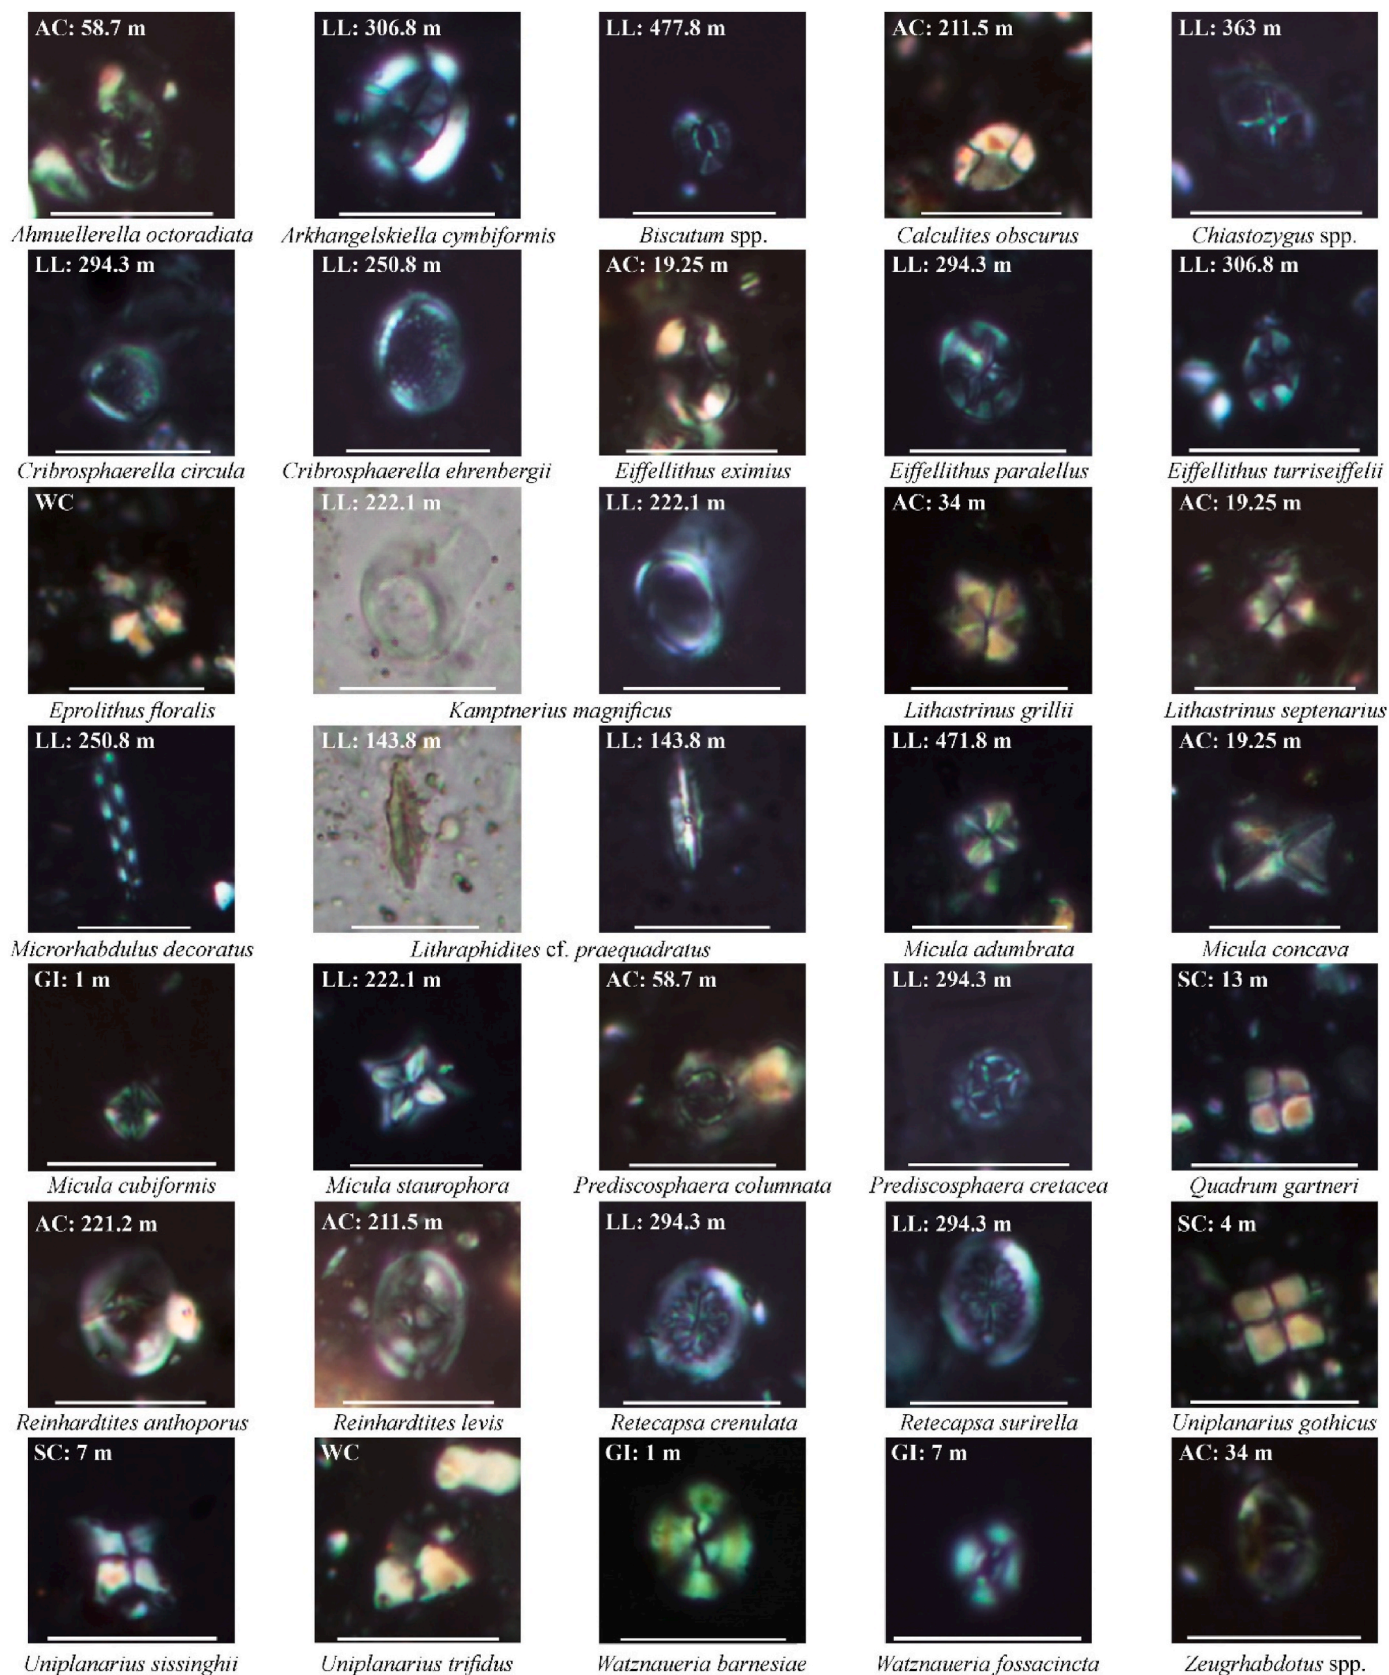 AC: 58.7 m LL: 306.8 m LL: 477.8 m AC: 211.5 m LL: 363 m
Ahmuellerella octoradiata Arkhangelskiella cymbiformis Biscutum spp. Calculites obscurus Chiastozygus spp.
LL: 294.3 m LL: 250.8 m AC: 19.25 m LL: 294.3 m LL: 306.8 m
Cribrosphaerella circula Cribrosphaerella ehrenbergii Eiffellithus eximius Eiffellithus paralellus Eiffellithus turriseiffelii
WC LL: 222.1 m LL: 222.1 m AC: 34 m AC: 19.25 m
Eprolithus floralis Kamptnerius magnificus Lithastrinus grillii Lithastrinus septenarius
LL: 250.8 m LL: 143.8 m LL: 143.8 m LL: 471.8 m AC: 19.25 m
Microrhabdulus decoratus Lithraphidites cf. praequadratus Micula adumbrata Micula concava
GI: 1 m LL: 222.1 m AC: 58.7 m LL: 294.3 m SC: 13 m
Micula cubiformis Micula staurophora Prediscosphaera columnata Prediscosphaera cretacea Quadrum gartneri
AC: 221.2 m AC: 211.5 m LL: 294.3 m LL: 294.3 m SC: 4 m
Reinhardtites anthoporus Reinhardtites levis Retecapsa crenulata Retecapsa surirella Uniplanarius gothicus
SC: 7 m WC GI: 1 m GI: 7 m AC: 34 m
Uniplanarius sissinghii Uniplanarius trifidus Watznaueria barnesiae Watznaueria fossacincta Zeugrhabdotus spp.